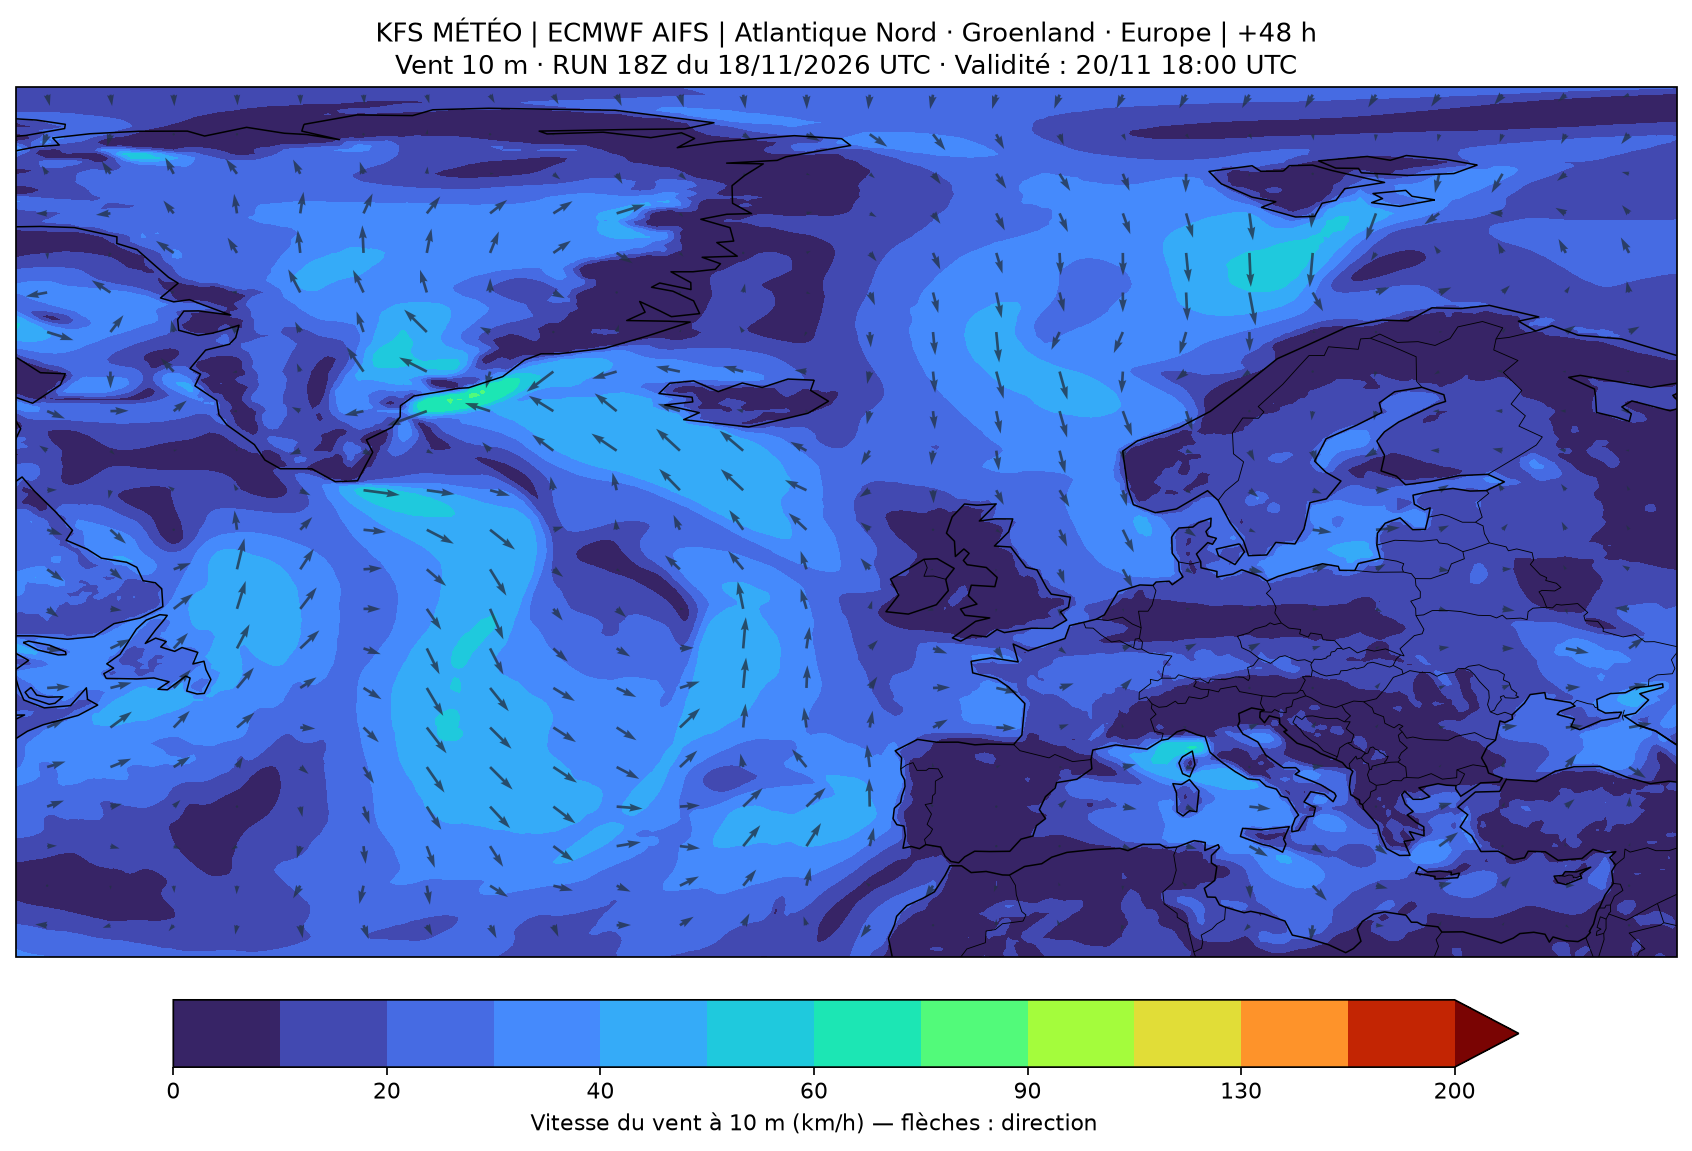 KFS MÉTÉO | ECMWF AIFS | Atlantique Nord · Groenland · Europe | +48 h
Vent 10 m · RUN 18Z du 18/11/2026 UTC · Validité : 20/11 18:00 UTC
0 20 40 60 90 130 200
Vitesse du vent à 10 m (km/h) — flèches : direction